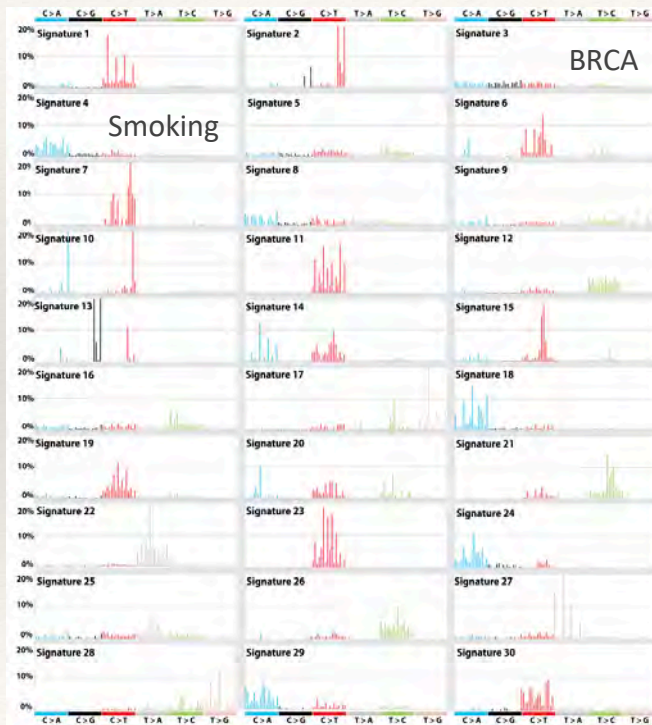 C>A C>G C>T T>A T>C T>G C>A C>G C>T T>A T>C T>G C>A C>G C>T T>A T>C T>G
20% Signature 1 Signature 2 Signature 3
BRCA
10%
0%
20% Signature 4 Signature 5 Signature 6
Smoking
10%
0%
20% Signature 7 Signature 8 Signature 9
10%
0%
20% Signature 10 Signature 11 Signature 12
10%
0%
20% Signature 13 Signature 14 Signature 15
10%
0%
20% Signature 16 Signature 17 Signature 18
10%
0%
20% Signature 19 Signature 20 Signature 21
10%
0%
20% Signature 22 Signature 23 Signature 24
10%
0%
20% Signature 25 Signature 26 Signature 27
10%
0%
20% Signature 28 Signature 29 Signature 30
10%
0%
C>A C>G C>T T>A T>C T>G C>A C>G C>T T>A T>C T>G C>A C>G C>T T>A T>C T>G